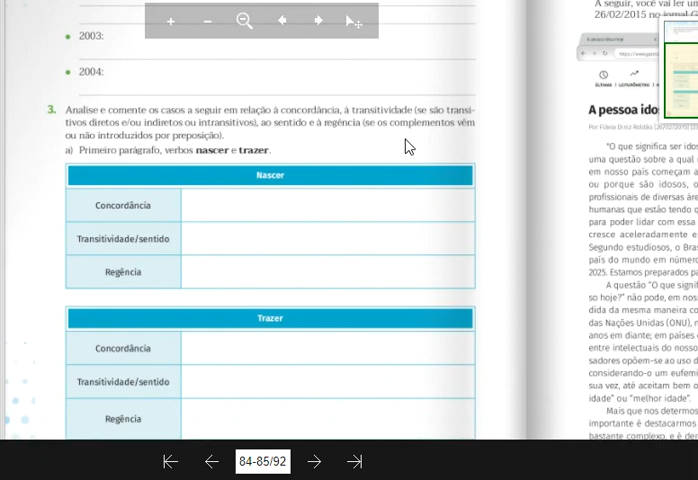 2003:
2004:
3. Analise e comente os casos a seguir em relação à concordância, à transitividade (se são transi-
tivos diretos e/ou indiretos ou intransitivos), ao sentido e à regência (se os complementos vêm
ou não introduzidos por preposição).
a) Primeiro parágrafo, verbos nascer e trazer.
Nascer
Concordância
Transitividade/sentido
Regência
Trazer
Concordância
Transitividade/sentido
Regência
A seguir, você vai ler un
26/02/2015 no jornal G
A pessoa ido
"O que significa ser idos
uma questão sobre a qual
em nosso país começam a
ou porque são idosos, o
profissionais de diversas áre
humanas que estão tendo q
para poder lidar com essa
cresce aceleradamente e
Segundo estudiosos, o Bras
país do mundo em número
2025. Estamos preparados pa
A questão "O que signif
so hoje?" não pode, em nos
dida da mesma maneira co
das Nações Unidas (ONU), n
anos em diante; em países
entre intelectuais do nosso
sadores opõem-se ao uso d
considerando-o um eufemi
sua vez, até aceitam bem o
idade" ou "melhor idade".
Mais que nos determos
importante é destacarmos
bastante complexo, e é der
84-85/92